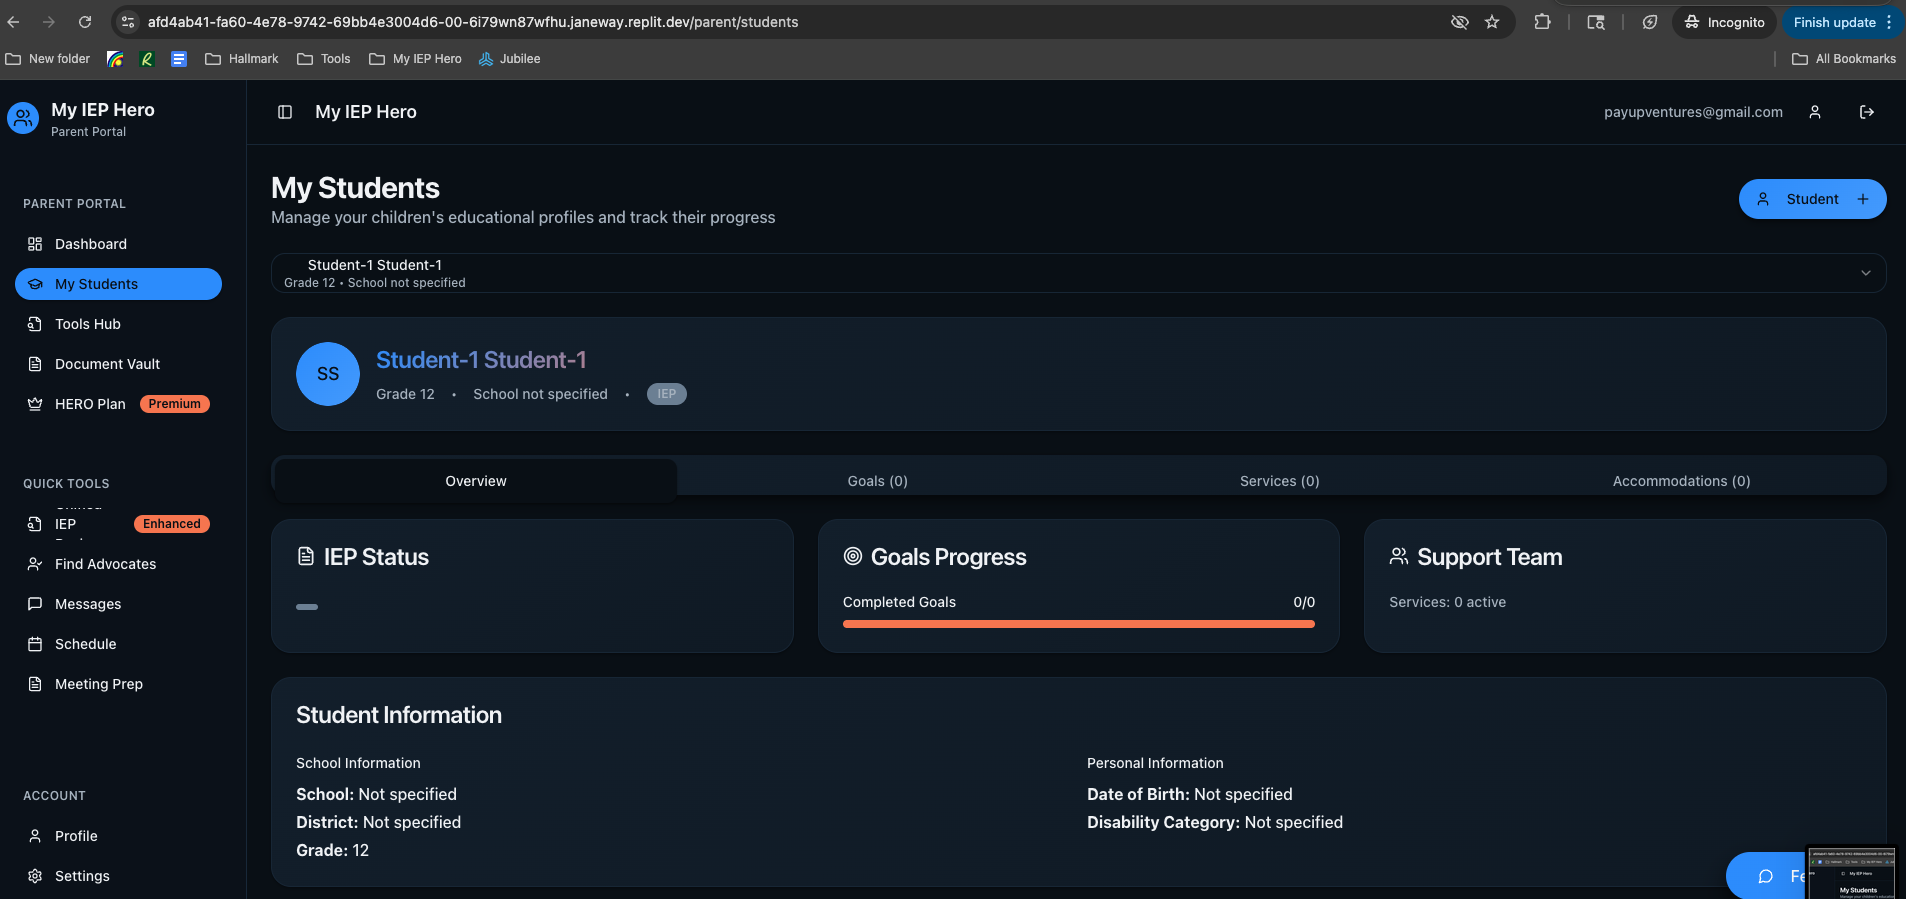 afd4ab41-fa60-4e78-9742-69bb4e3004d6-00-6i79wn87wfhu.janeway.replit.dev/parent/students
Incognito
Finish update
New folder
Hallmark
Tools
My IEP Hero
Jubilee
All Bookmarks
My IEP Hero
Parent Portal
My IEP Hero
payupventures@gmail.com
PARENT PORTAL
Dashboard
My Students
Tools Hub
Document Vault
HERO Plan Premium
QUICK TOOLS
IEP Enhanced
Find Advocates
Messages
Schedule
Meeting Prep
ACCOUNT
Profile
Settings
My Students
Manage your children's educational profiles and track their progress
Student +
Student-1 Student-1
Grade 12 • School not specified
SS
Student-1 Student-1
Grade 12 • School not specified • IEP
Overview
Goals (0)
Services (0)
Accommodations (0)
IEP Status
Goals Progress
Completed Goals 0/0
Support Team
Services: 0 active
Student Information
School Information
School: Not specified
District: Not specified
Grade: 12
Personal Information
Date of Birth: Not specified
Disability Category: Not specified
My IEP Hero
My Students